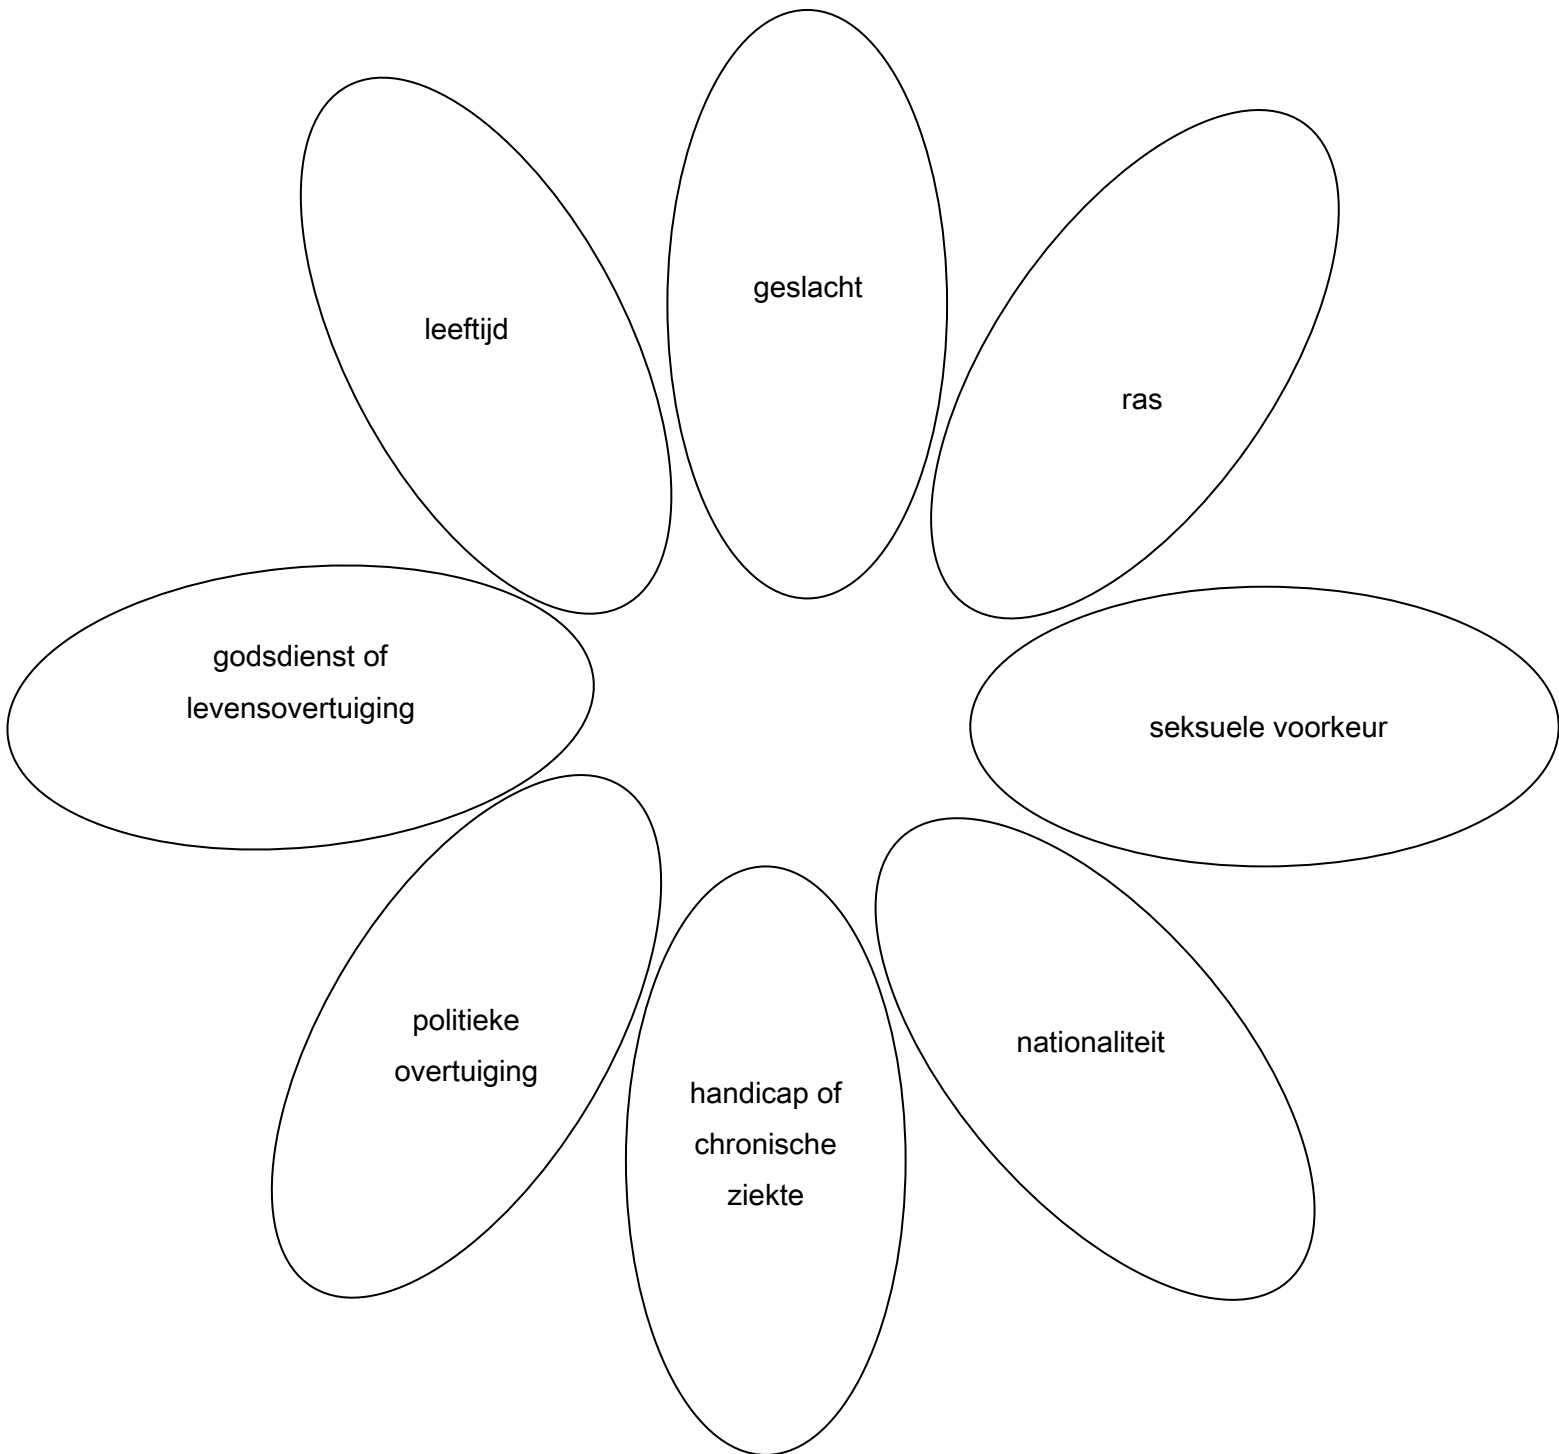 geslacht
leeftijd
ras
godsdienst of
levensovertuiging
seksuele voorkeur
politieke
overtuiging
nationaliteit
handicap of
chronische
ziekte